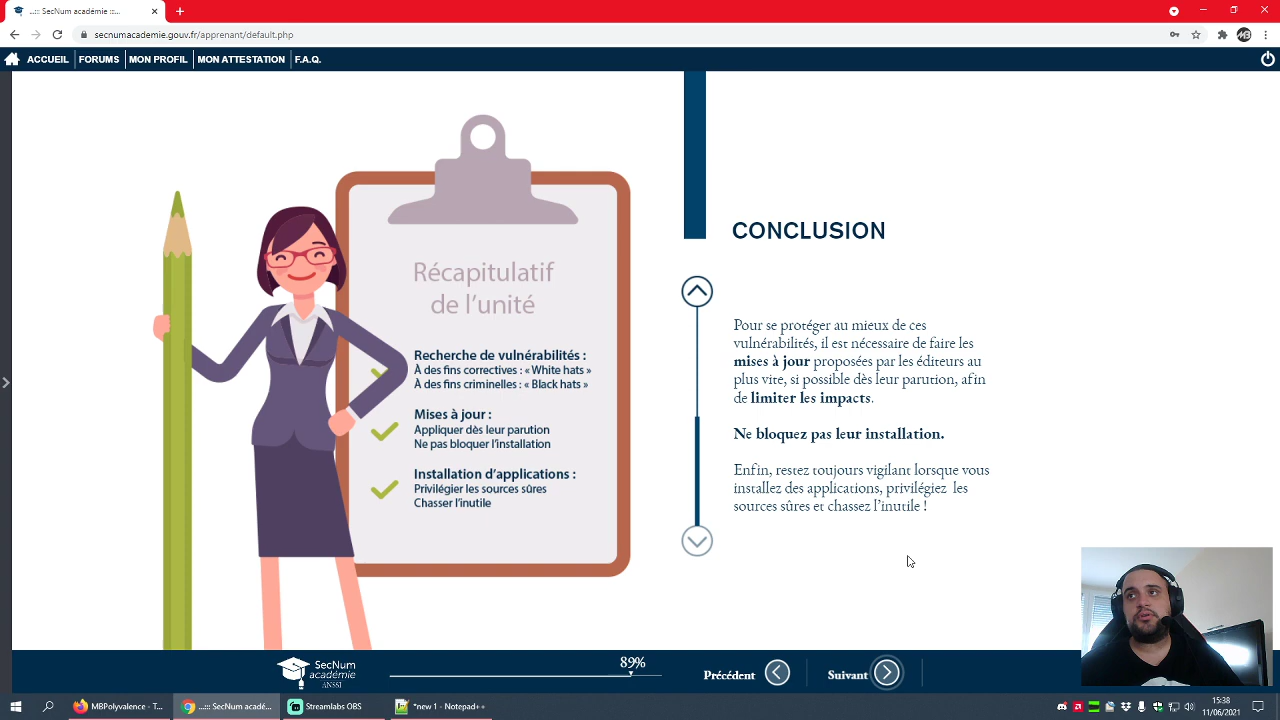 ..:: SecNum académie ::...
secnumacademie.gouv.fr/apprenant/default.php
ACCUEIL
FORUMS
MON PROFIL
MON ATTESTATION
F.A.Q.
Récapitulatif
de l'unité
Recherche de vulnérabilités :
À des fins correctives : « White hats »
À des fins criminelles : « Black hats »
Mises à jour :
Appliquer dès leur parution
Ne pas bloquer l'installation
Installation d'applications :
Privilégier les sources sûres
Chasser l'inutile
CONCLUSION
Pour se protéger au mieux de ces
vulnérabilités, il est nécessaire de faire les
mises à jour proposées par les éditeurs au
plus vite, si possible dès leur parution, afin
de limiter les impacts.
Ne bloquez pas leur installation.
Enfin, restez toujours vigilant lorsque vous
installez des applications, privilégiez les
sources sûres et chassez l'inutile !
SecNum
académie
ANSSI
89%
Précédent
Suivant
MBPolyvalence - T...
..:: SecNum acadé...
Streamlabs OBS
*new 1 - Notepad++
15:38
11/06/2021